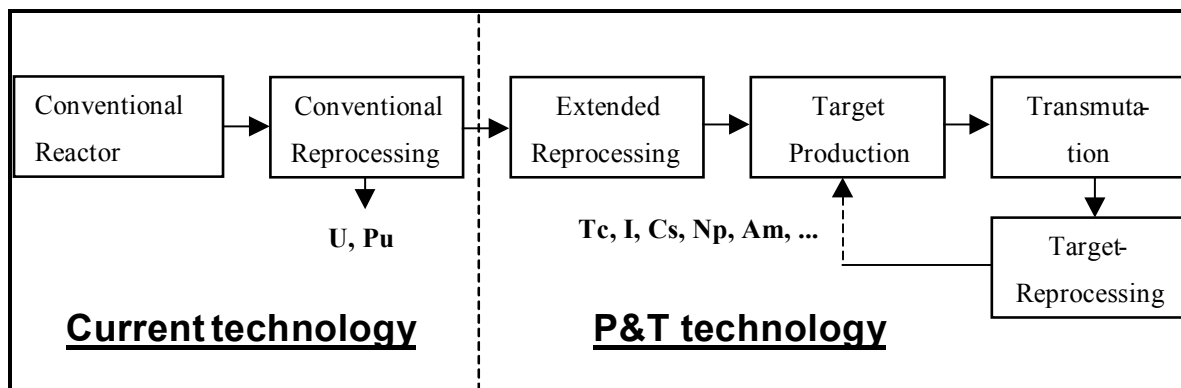 Conventional
Reactor
Conventional
Reprocessing
Extended
Reprocessing
Target
Production
Transmuta-
tion
U, Pu
Tc, I, Cs, Np, Am, ...
Target-
Reprocessing
Current technology
P&T technology